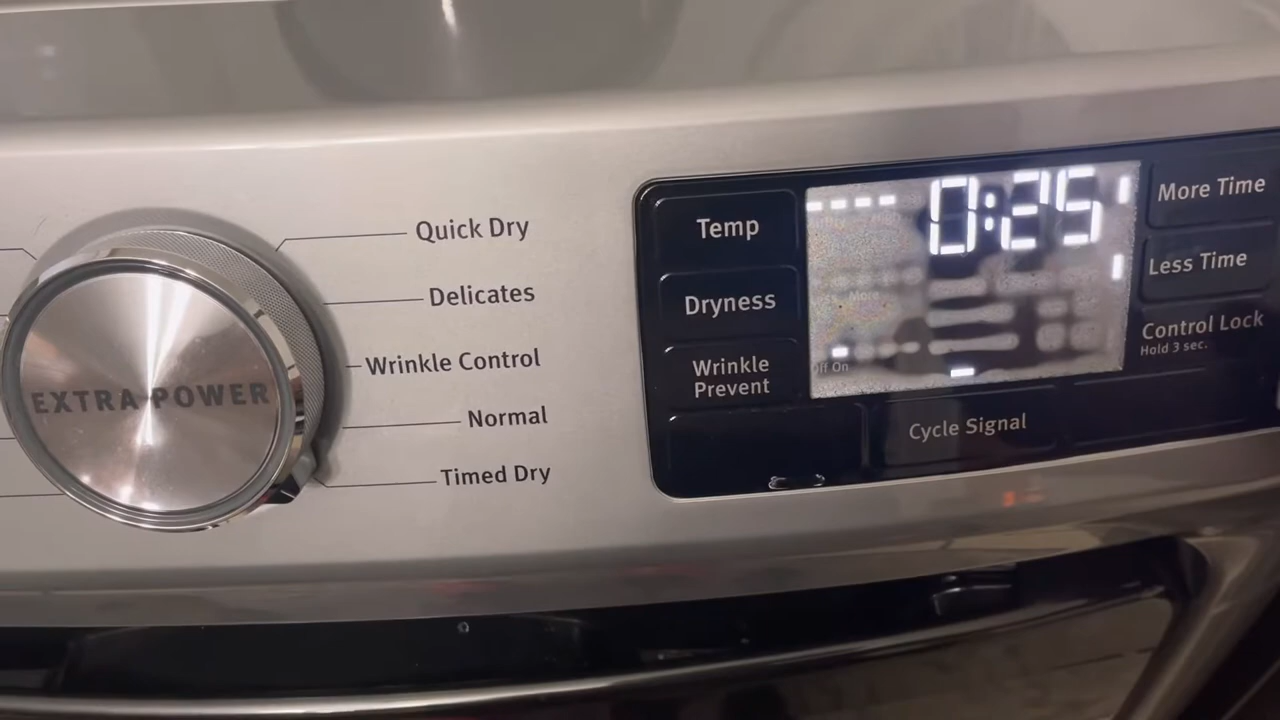 Quick Dry
Delicates
Wrinkle Control
Normal
Timed Dry
EXTRA POWER
Temp
Dryness
Wrinkle
Prevent
0:25
More
Off On
More Time
Less Time
Control Lock
Hold 3 sec.
Cycle Signal